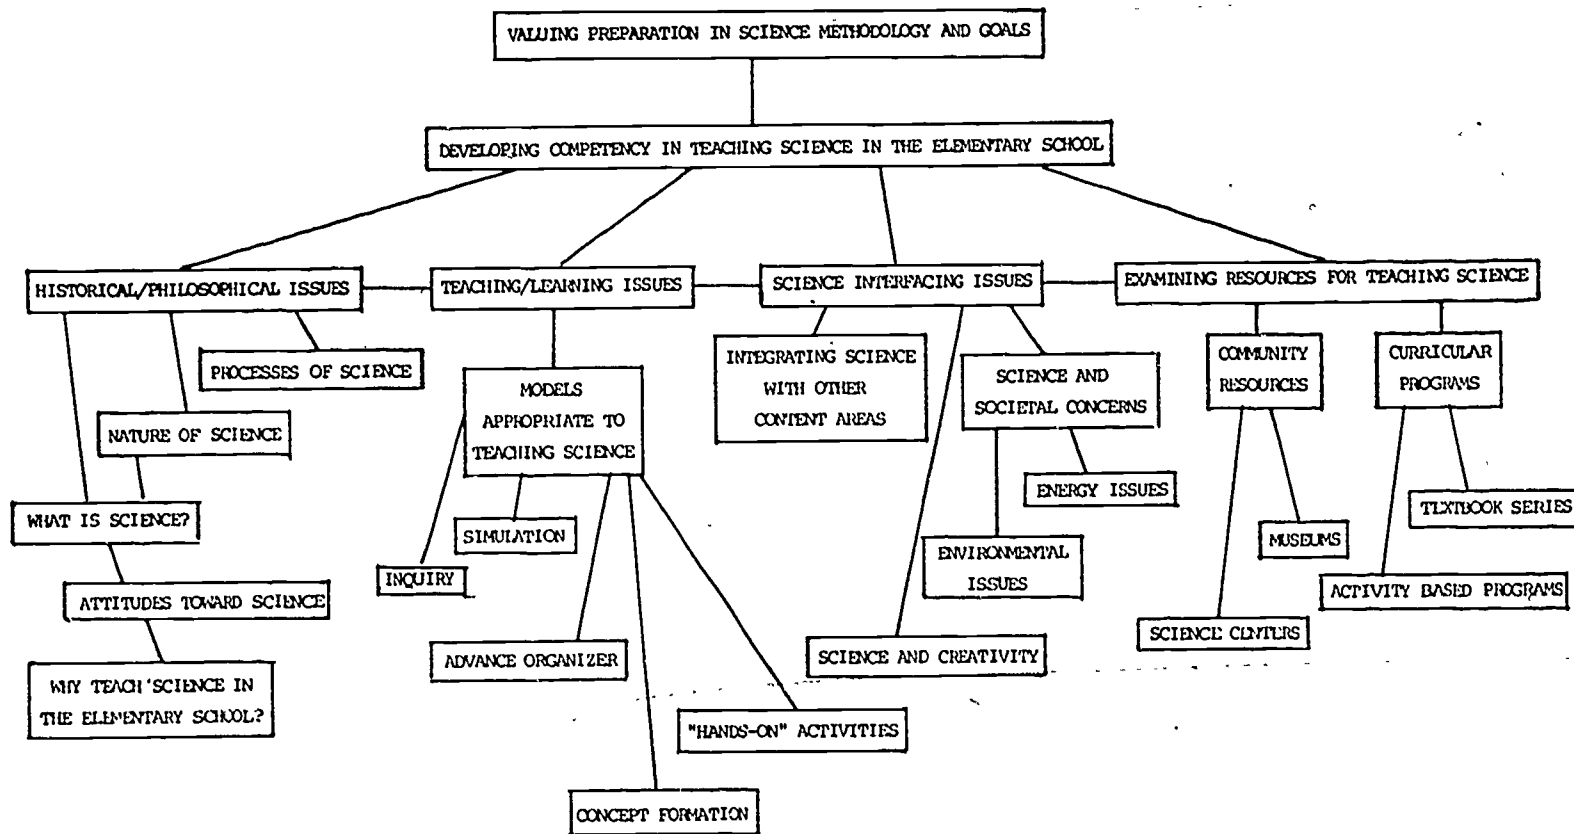 VALUING PREPARATION IN SCIENCE METHODOLOGY AND GOALS
DEVELOPING COMPETENCY IN TEACHING SCIENCE IN THE ELEMENTARY SCHOOL
HISTORICAL/PHILOSOPHICAL ISSUES
TEACHING/LEARNING ISSUES
SCIENCE INTERFACING ISSUES
EXAMINING RESOURCES FOR TEACHING SCIENCE
PROCESSES OF SCIENCE
NATURE OF SCIENCE
WHAT IS SCIENCE?
ATTITUDES TOWARD SCIENCE
WHY TEACH SCIENCE IN
THE ELEMENTARY SCHOOL?
MODELS
APPROPRIATE TO
TEACHING SCIENCE
INQUIRY
SIMULATION
ADVANCE ORGANIZER
CONCEPT FORMATION
"HANDS-ON" ACTIVITIES
INTEGRATING SCIENCE
WITH OTHER
CONTENT AREAS
SCIENCE AND
SOCIETAL CONCERNS
ENERGY ISSUES
ENVIRONMENTAL
ISSUES
SCIENCE AND CREATIVITY
COMMUNITY
RESOURCES
MUSEUMS
SCIENCE CENTERS
CURRICULAR
PROGRAMS
TEXTBOOK SERIES
ACTIVITY BASED PROGRAMS